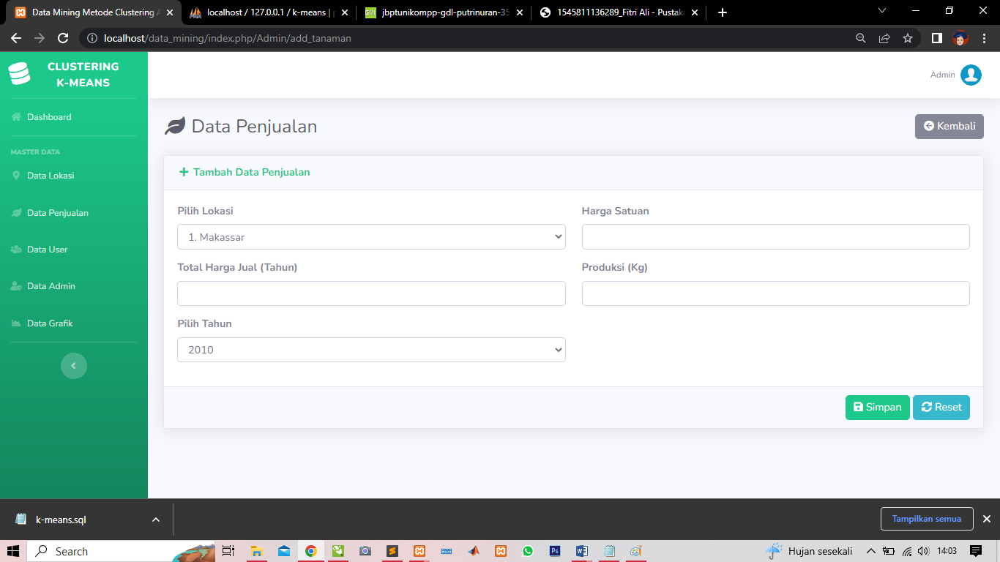 Data Mining Metode Clustering A
localhost / 127.0.0.1 / k-means | p
jbptunikompp-gdl-putrinuran-35
1545811136289_Fitri Ali - Pustaka
localhost/data_mining/index.php/Admin/add_tanaman
CLUSTERING
K-MEANS
Admin
Dashboard
MASTER DATA
Data Lokasi
Data Penjualan
Data User
Data Admin
Data Grafik
Data Penjualan
Kembali
Tambah Data Penjualan
Pilih Lokasi
Harga Satuan
1. Makassar
Total Harga Jual (Tahun)
Produksi (Kg)
Pilih Tahun
2010
Simpan
Reset
k-means.sql
Tampilkan semua
Search
Hujan sesekali
14:03